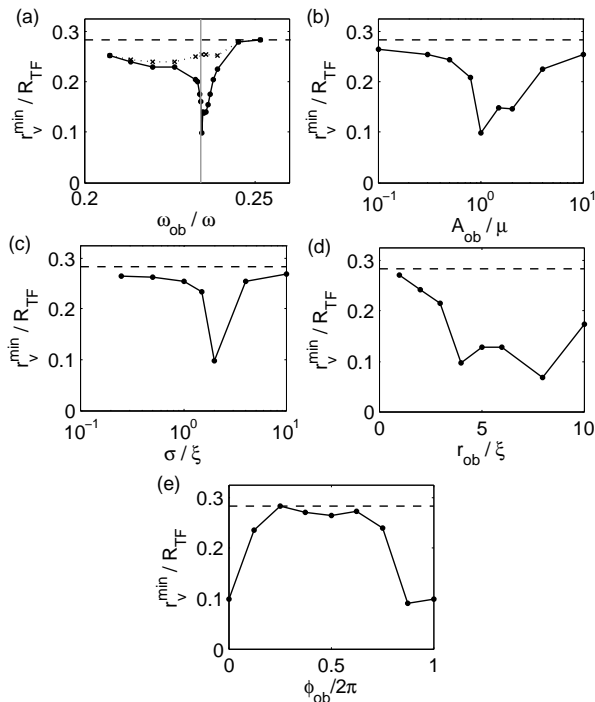 (a)
0.3
0.2
0.1
0
r_v^min / R_TF
0.2
0.25
ω_ob / ω
(b)
0.3
0.2
0.1
0
r_v^min / R_TF
10^-1
10^0
10^1
A_ob / μ
(c)
0.3
0.2
0.1
0
r_v^min / R_TF
10^-1
10^0
10^1
σ / ξ
(d)
0.3
0.2
0.1
0
r_v^min / R_TF
0
5
10
r_ob / ξ
(e)
0.3
0.2
0.1
0
r_v^min / R_TF
0
0.5
1
ϕ_ob/2π